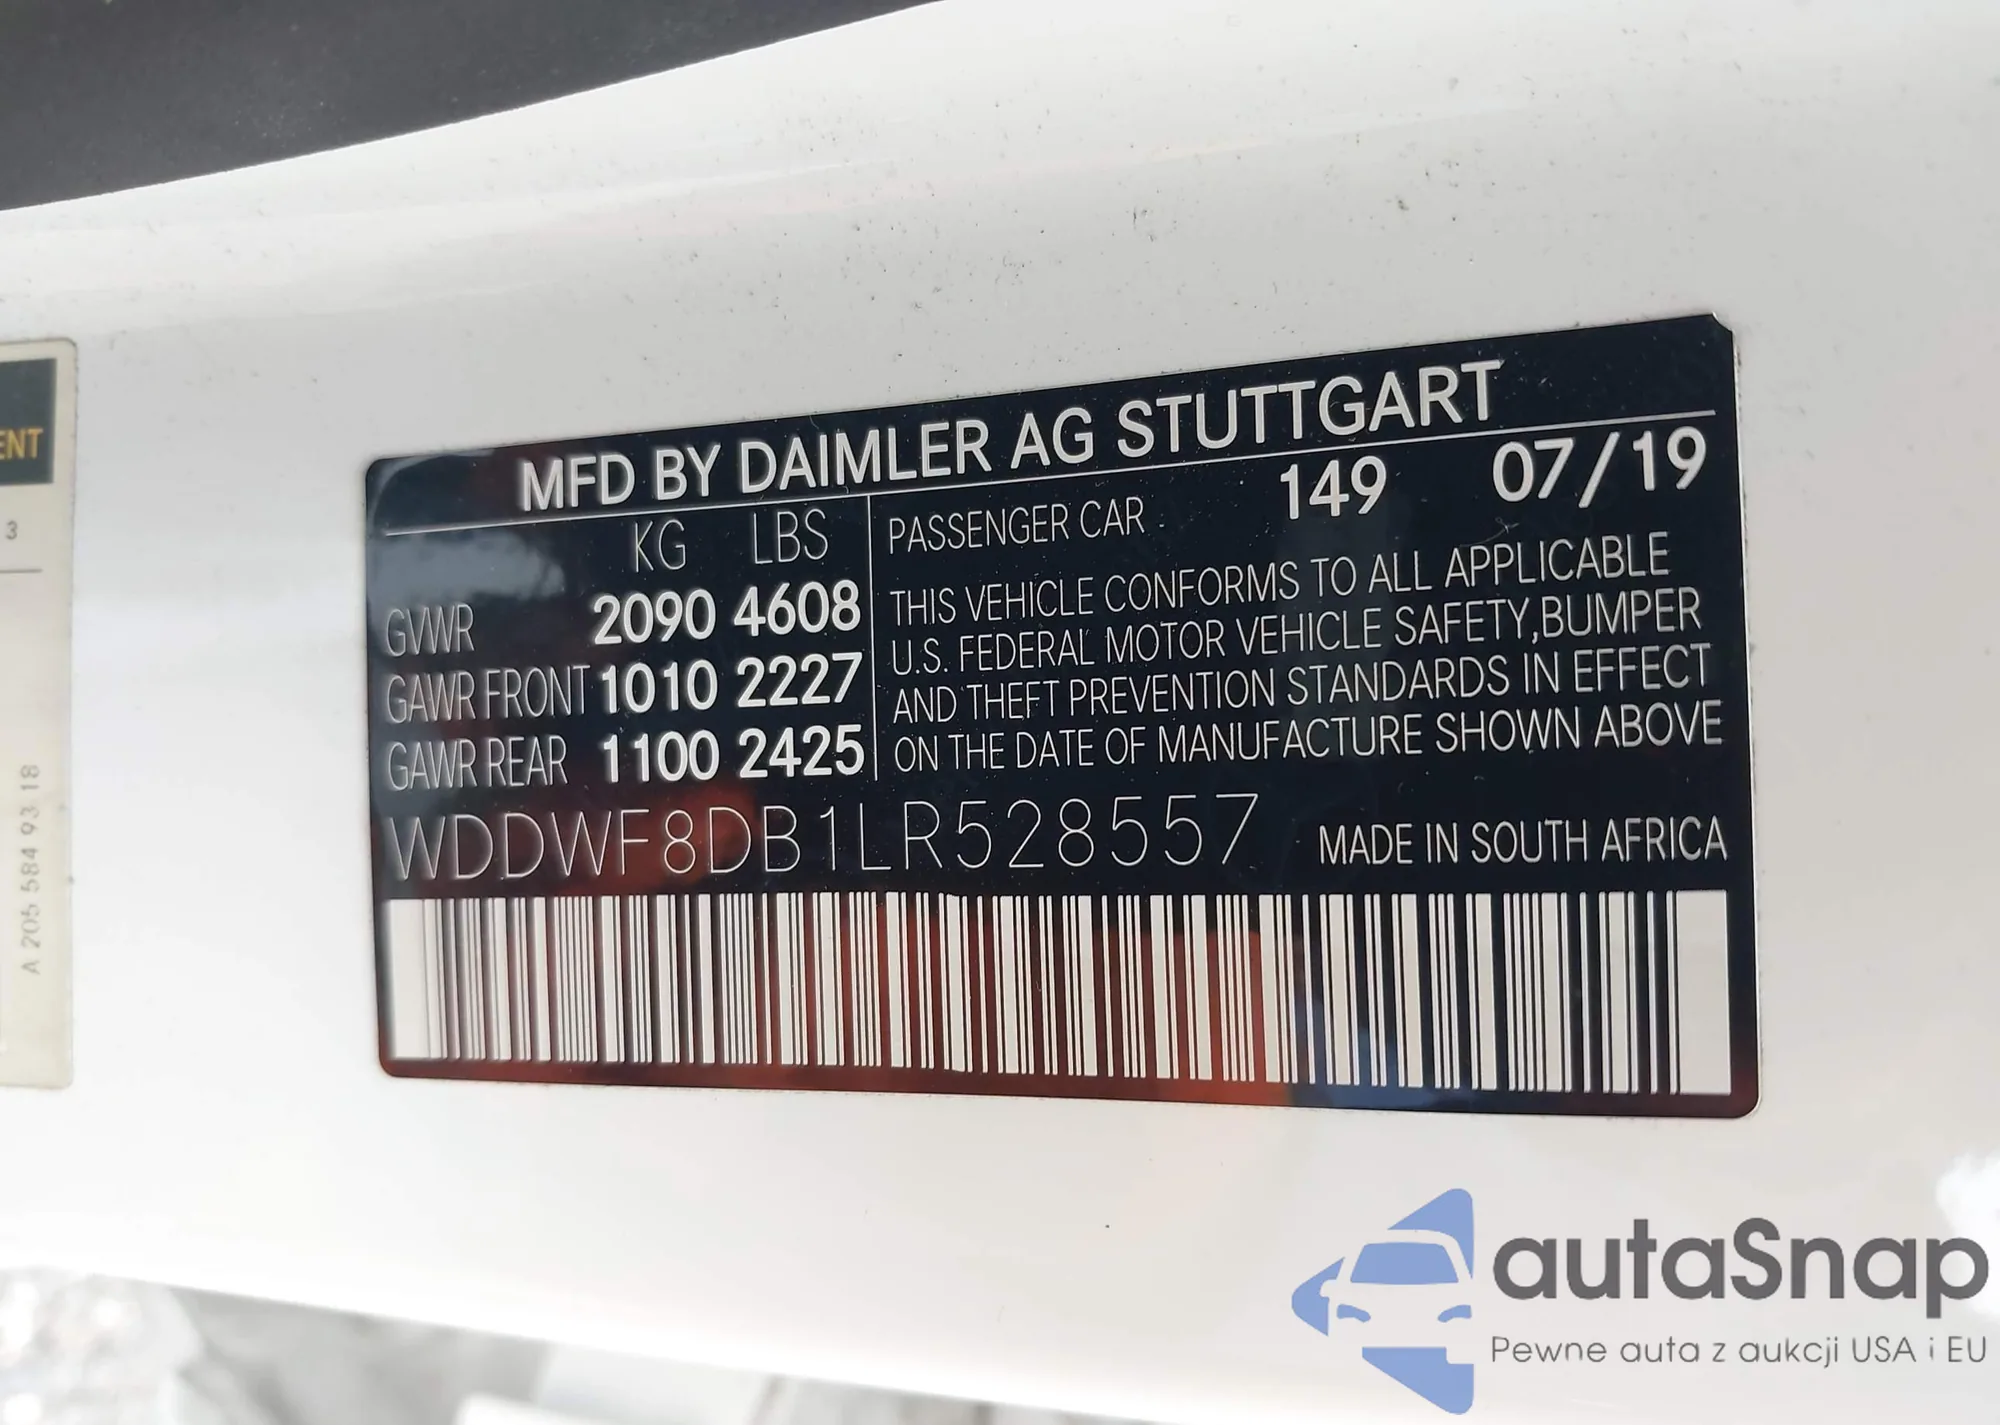 ENT
3
A 205 584 93 18
MFD BY DAIMLER AG STUTTGART
KG LBS
GVWR 2090 4608
GAWR FRONT 1010 2227
GAWR REAR 1100 2425
PASSENGER CAR 149 07/19
THIS VEHICLE CONFORMS TO ALL APPLICABLE
U.S. FEDERAL MOTOR VEHICLE SAFETY,BUMPER
AND THEFT PREVENTION STANDARDS IN EFFECT
ON THE DATE OF MANUFACTURE SHOWN ABOVE
WDDWF8DB1LR528557 MADE IN SOUTH AFRICA
autaSnap
Pewne auta z aukcji USA i EU